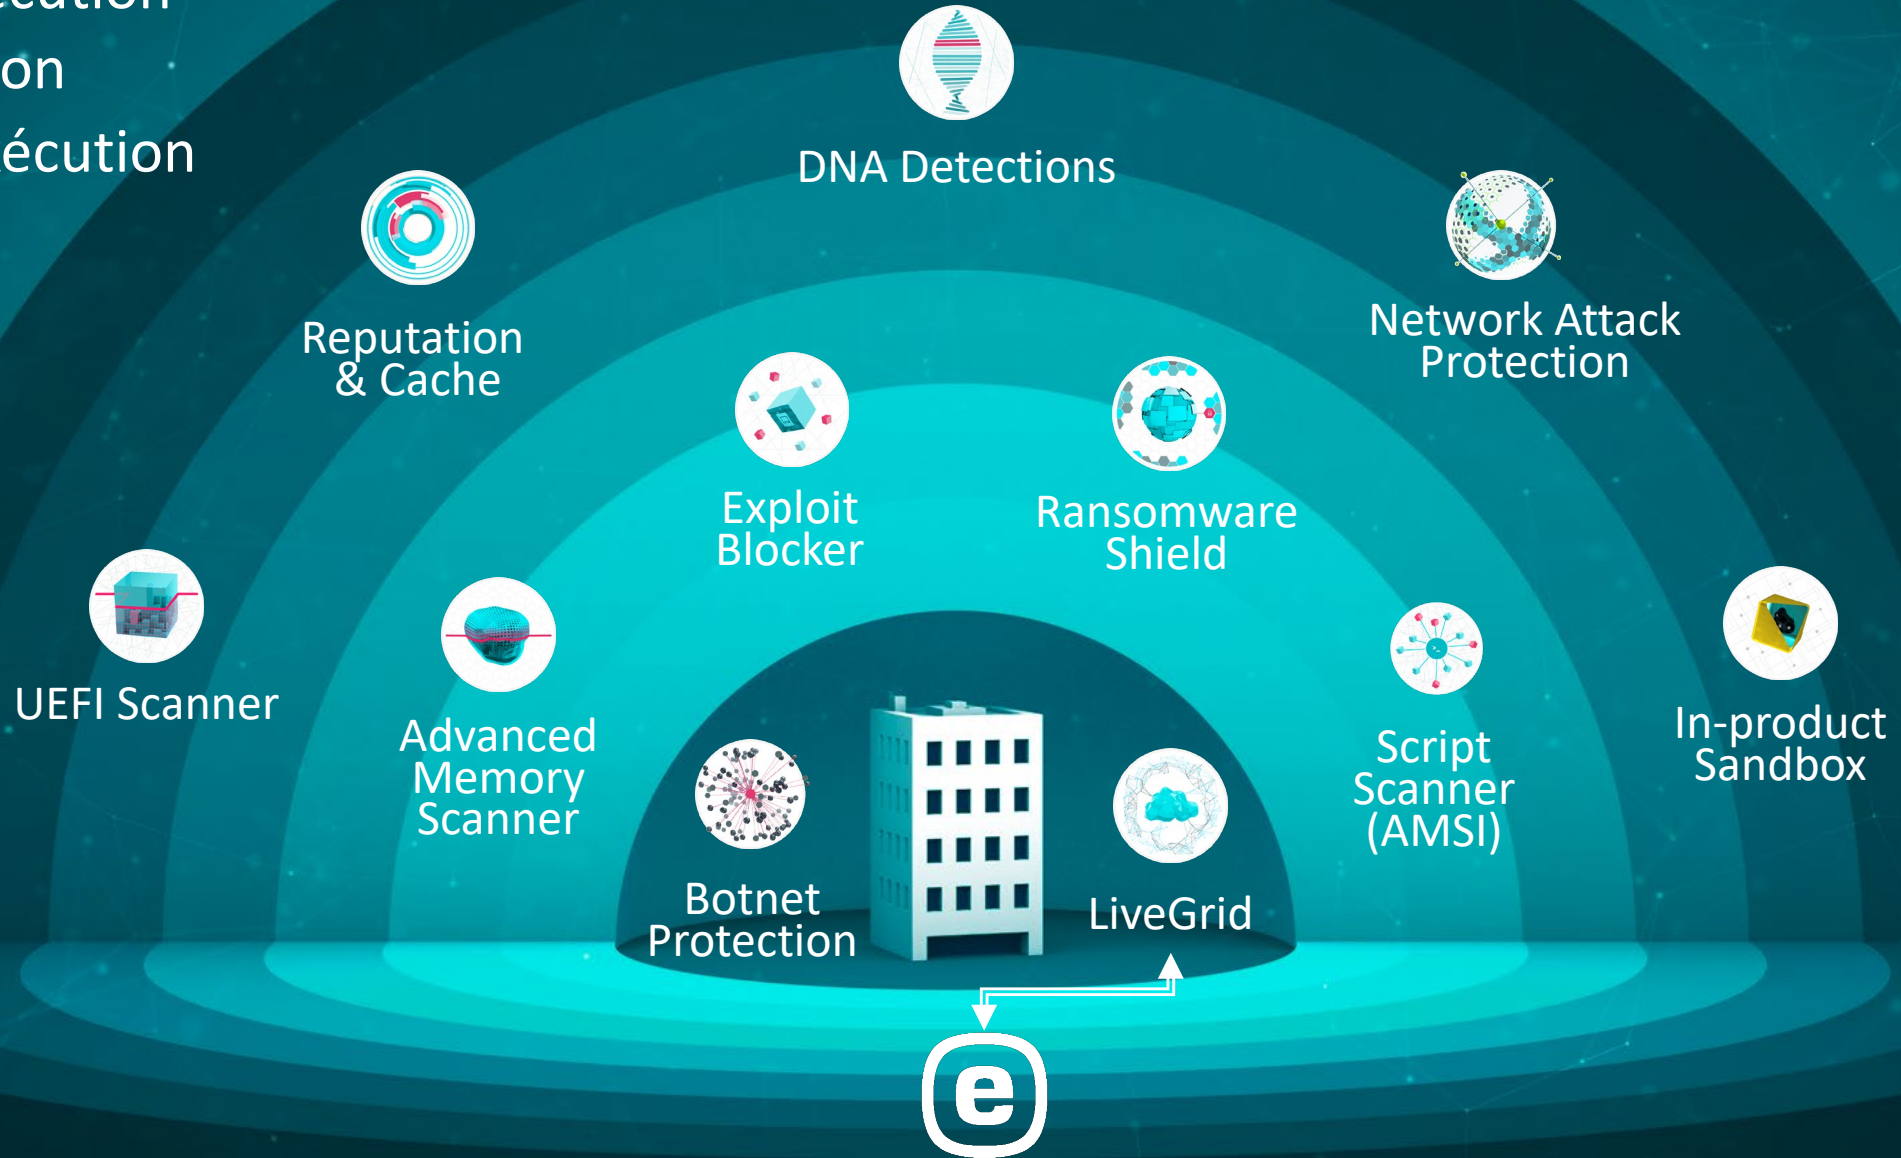 on
écution
DNA Detections
Reputation
& Cache
Network Attack
Protection
Exploit
Blocker
Ransomware
Shield
UEFI Scanner
Advanced
Memory
Scanner
Script
Scanner
(AMSI)
In-product
Sandbox
Botnet
Protection
LiveGrid
e